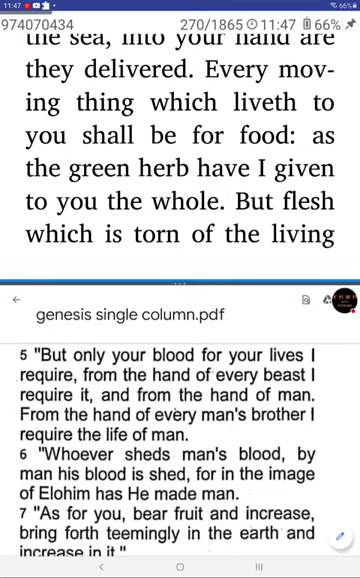 11:47
66%
974070434
270/1865
11:47
66%
the sea, into your hand are
they delivered. Every mov-
ing thing which liveth to
you shall be for food: as
the green herb have I given
to you the whole. But flesh
which is torn of the living
genesis single column.pdf
5 "But only your blood for your lives I
require, from the hand of every beast I
require it, and from the hand of man.
From the hand of every man's brother I
require the life of man.
6 "Whoever sheds man's blood, by
man his blood is shed, for in the image
of Elohim has He made man.
7 "As for you, bear fruit and increase,
bring forth teemingly in the earth and
increase in it."